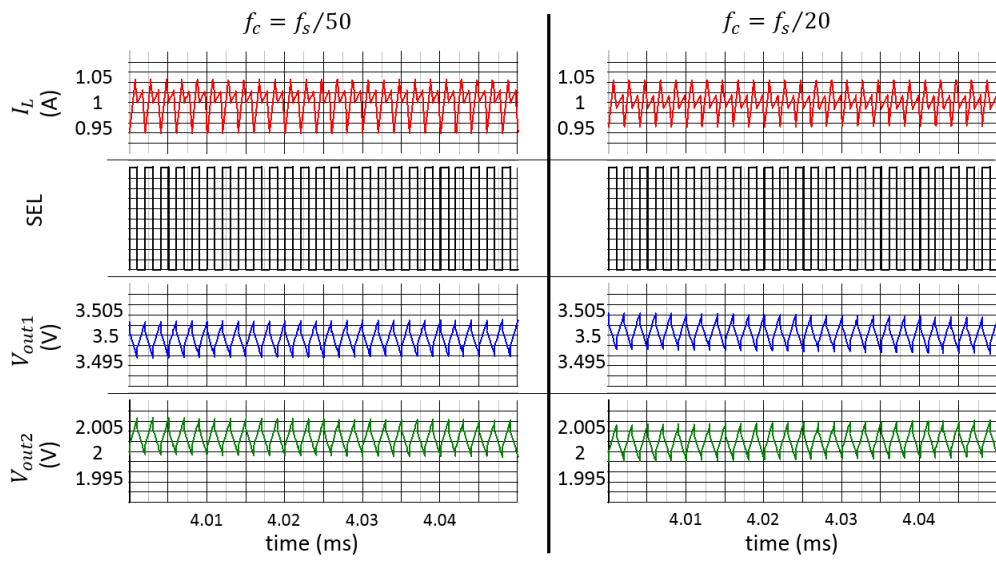 f_c = f_s/50
f_c = f_s/20
I_L (A)
1.05
1
0.95
1.05
1
0.95
SEL
V_out1 (V)
3.505
3.5
3.495
3.505
3.5
3.495
V_out2 (V)
2.005
2
1.995
2.005
2
1.995
4.01 4.02 4.03 4.04
4.01 4.02 4.03 4.04
time (ms)
time (ms)